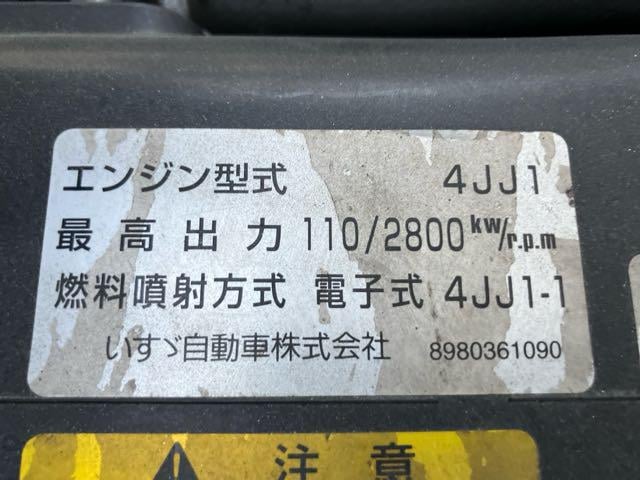 エンジン型式 4JJ1
最高出力 110/2800 kw/r.p.m
燃料噴射方式 電子式 4JJ1-1
いすゞ自動車株式会社 8980361090
注意